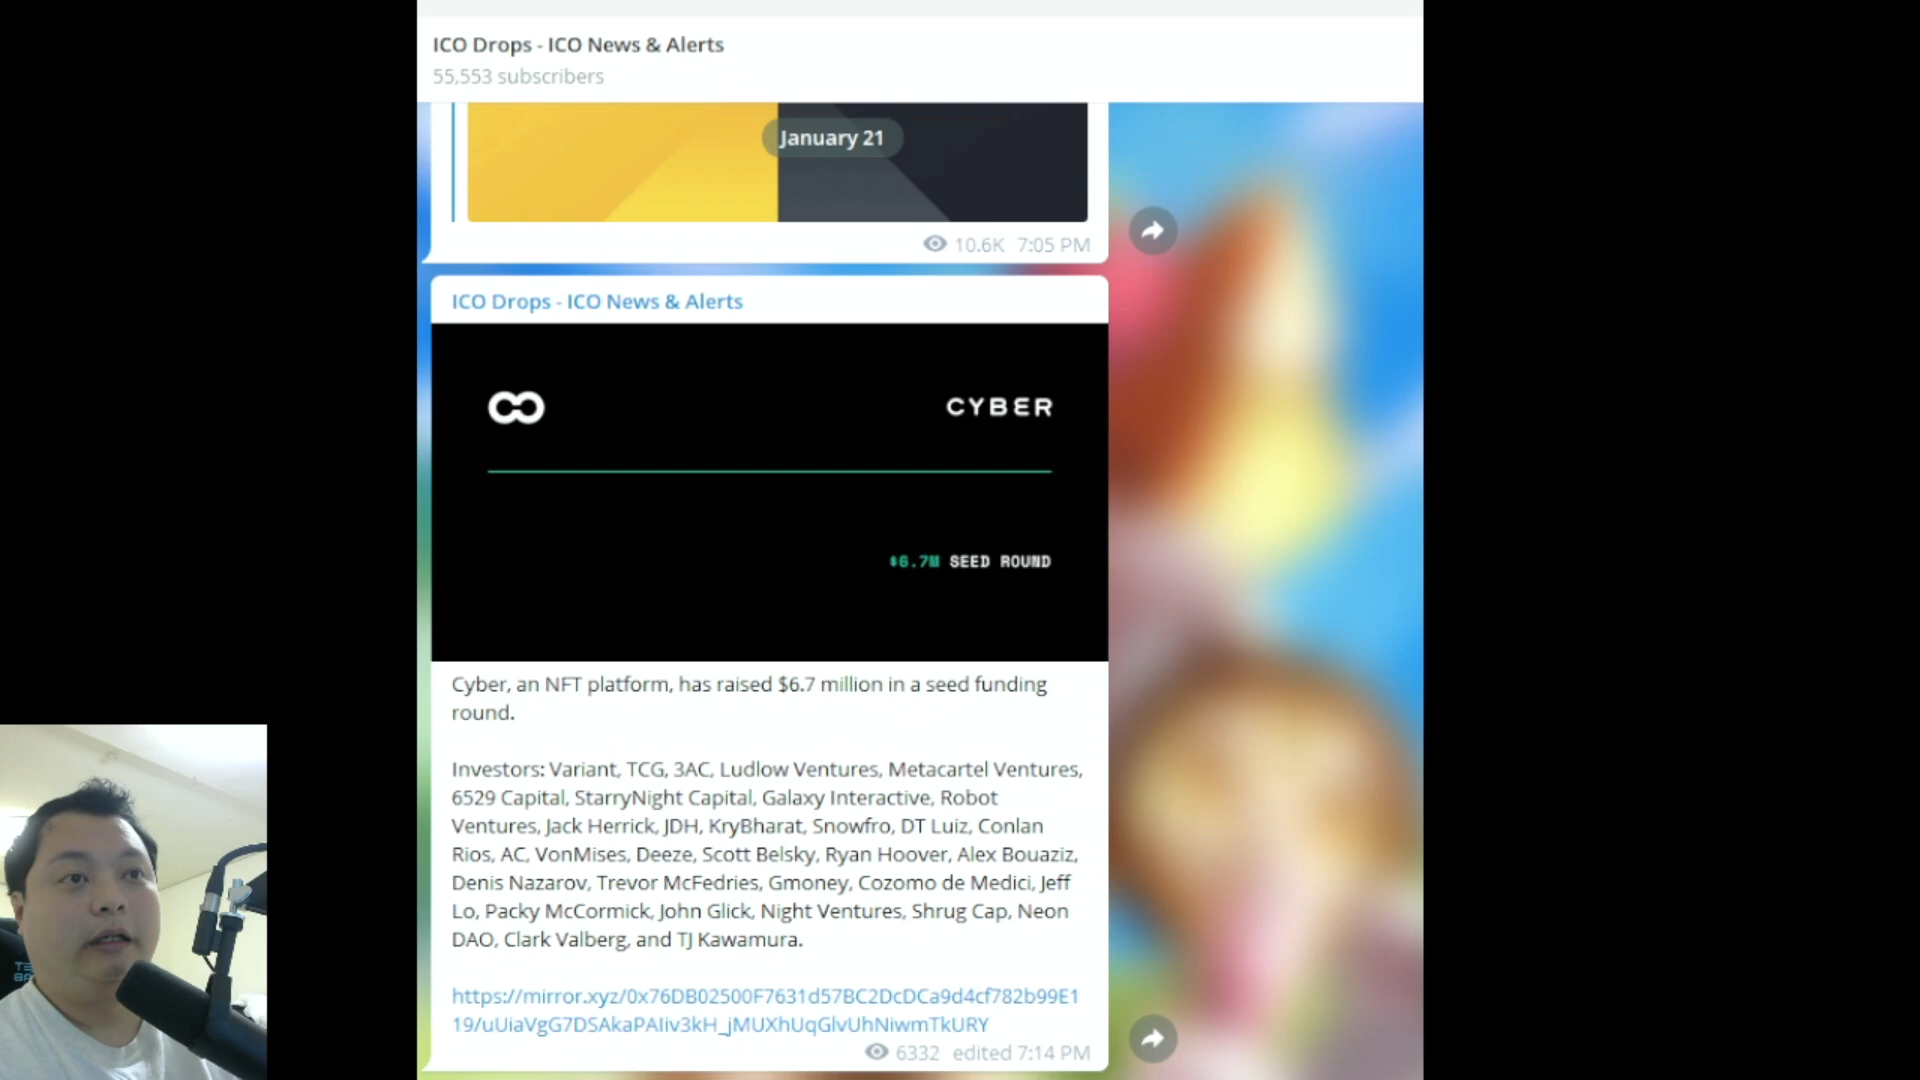 ICO Drops - ICO News & Alerts
55,553 subscribers
January 21
10.6K 7:05 PM
ICO Drops - ICO News & Alerts
CYBER
$6.7M SEED ROUND
Cyber, an NFT platform, has raised $6.7 million in a seed funding
round.
Investors: Variant, TCG, 3AC, Ludlow Ventures, Metacartel Ventures,
6529 Capital, StarryNight Capital, Galaxy Interactive, Robot
Ventures, Jack Herrick, JDH, KryBharat, Snowfro, DT Luiz, Conlan
Rios, AC, VonMises, Deeze, Scott Belsky, Ryan Hoover, Alex Bouaziz,
Denis Nazarov, Trevor McFedries, Gmoney, Cozomo de Medici, Jeff
Lo, Packy McCormick, John Glick, Night Ventures, Shrug Cap, Neon
DAO, Clark Valberg, and TJ Kawamura.
https://mirror.xyz/0x76DB02500F7631d57BC2DcDCa9d4cf782b99E1
19/uUiaVgG7DSAkaPAIiv3kH_jMUXhUqGlvUhNiwmTkURY
6332 edited 7:14 PM